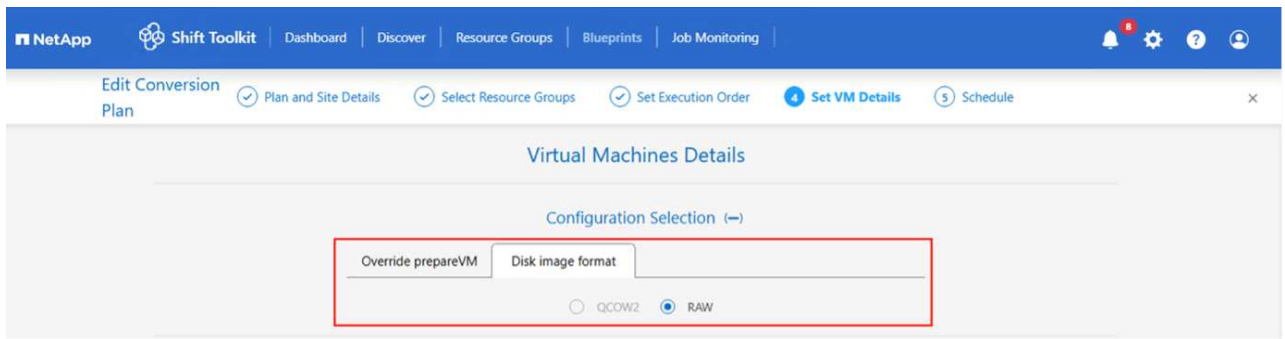 NetApp Shift Toolkit Dashboard Discover Resource Groups Blueprints Job Monitoring 8 ?
Edit Conversion
Plan
Plan and Site Details Select Resource Groups Set Execution Order 4 Set VM Details 5 Schedule
Virtual Machines Details
Configuration Selection (−)
Override prepareVM Disk image format
QCOW2 RAW